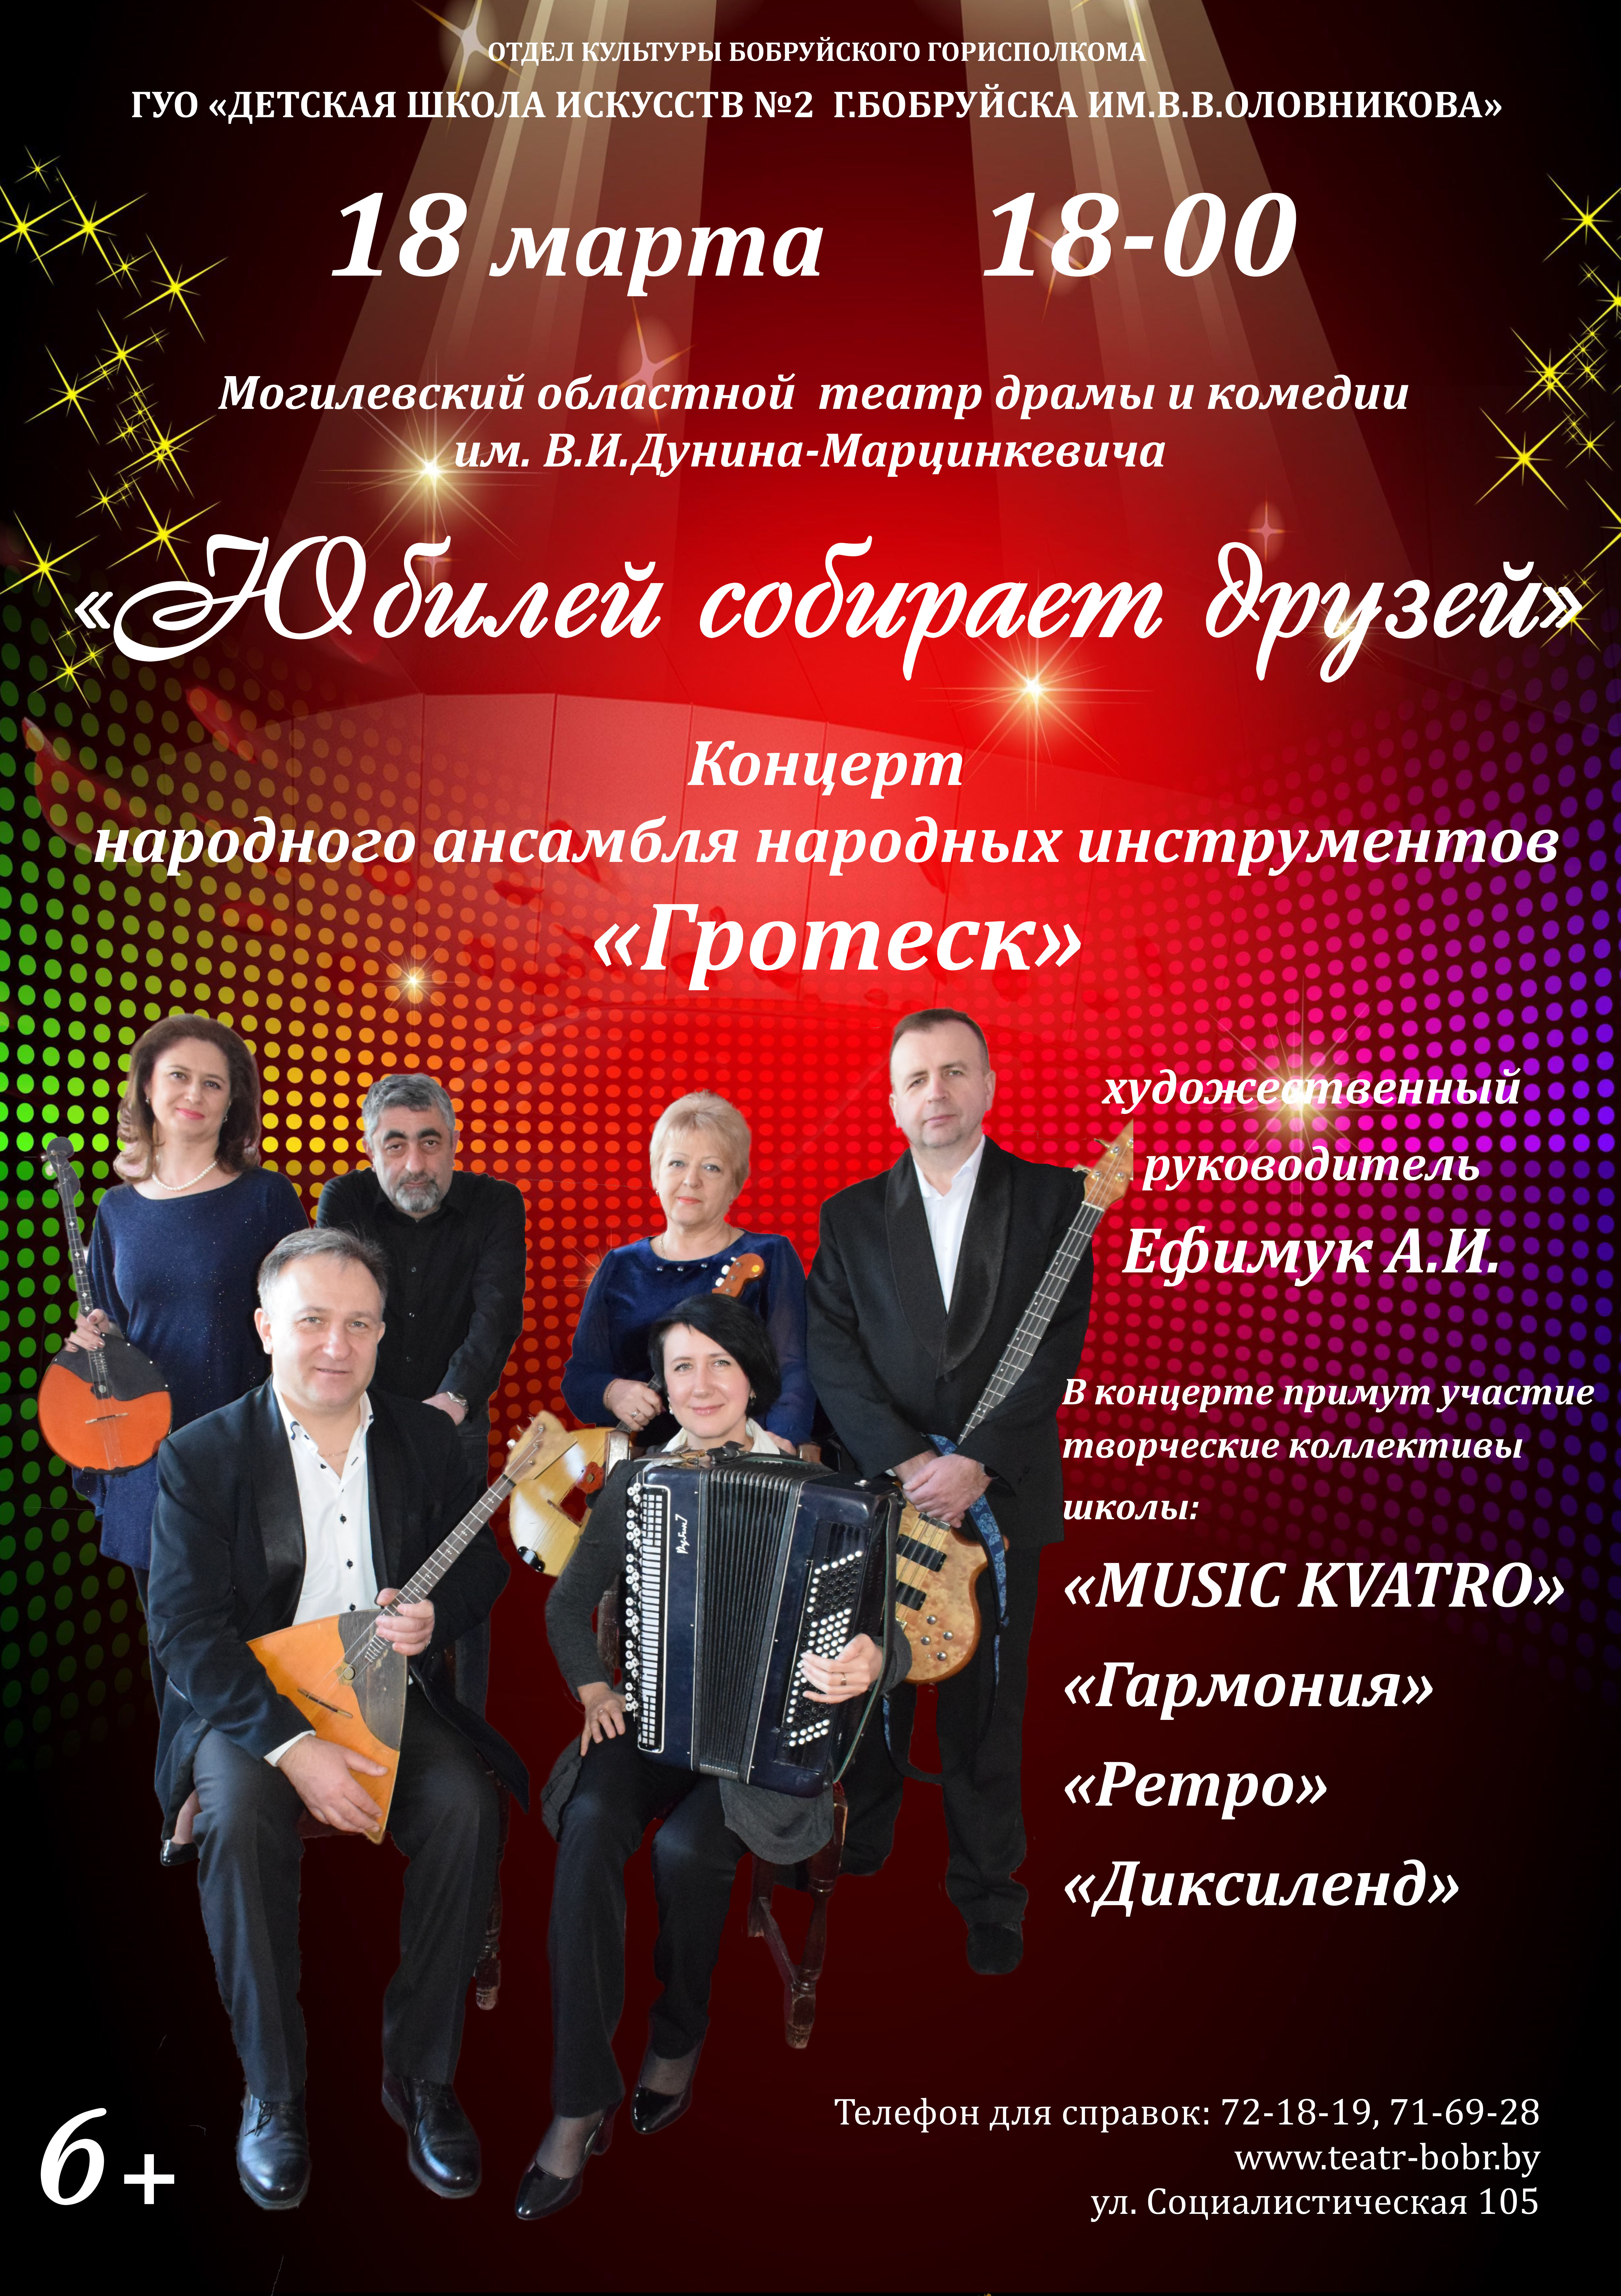 ОТДЕЛ КУЛЬТУРЫ БОБРУЙСКОГО ГОРИСПОЛКОМА
ГУО «ДЕТСКАЯ ШКОЛА ИСКУССТВ №2 Г.БОБРУЙСКА ИМ.В.В.ОЛОВНИКОВА»
18 марта 18-00
Могилевский областной театр драмы и комедии
им. В.И.Дунина-Марцинкевича
«Юбилей собирает друзей»
Концерт
народного ансамбля народных инструментов
«Гротеск»
художественный
руководитель
Ефимук А.И.
В концерте примут участие
творческие коллективы
школы:
«MUSIC KVATRO»
«Гармония»
«Ретро»
«Диксиленд»
Рубин7
6+
Телефон для справок: 72-18-19, 71-69-28
www.teatr-bobr.by
ул. Социалистическая 105